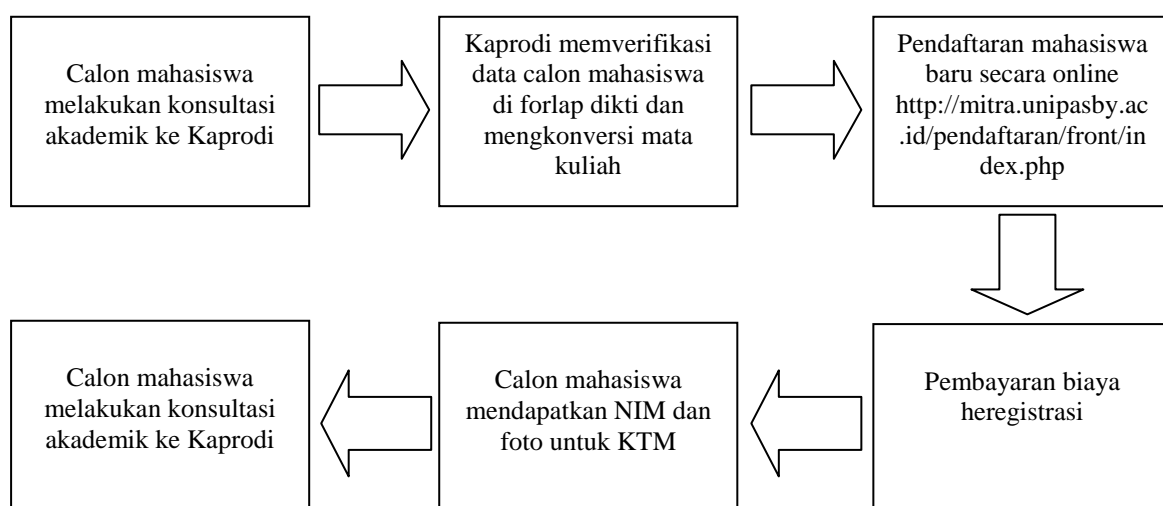 Calon mahasiswa
melakukan konsultasi
akademik ke Kaprodi
Kaprodi memverifikasi
data calon mahasiswa
di forlap dikti dan
mengkonversi mata
kuliah
Pendaftaran mahasiswa
baru secara online
http://mitra.unipasby.ac
.id/pendaftaran/front/in
dex.php
Pembayaran biaya
heregistrasi
Calon mahasiswa
mendapatkan NIM dan
foto untuk KTM
Calon mahasiswa
melakukan konsultasi
akademik ke Kaprodi